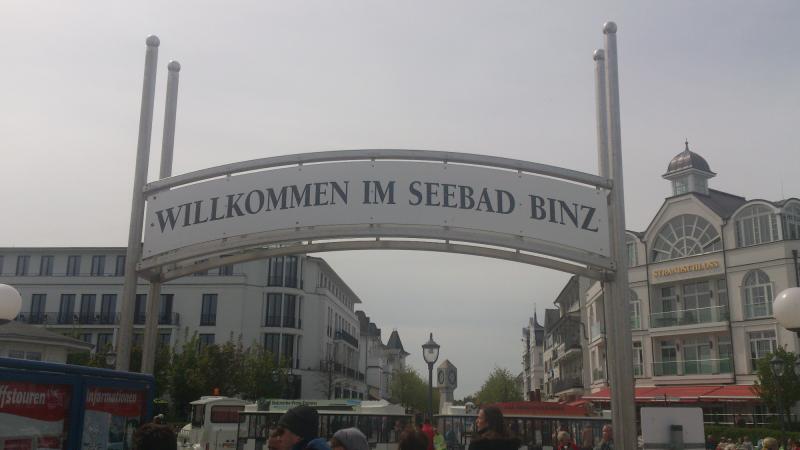 WILLKOMMEN IM SEEBAD BINZ
STRANDSCHLOSS
ffstouren
Informationen